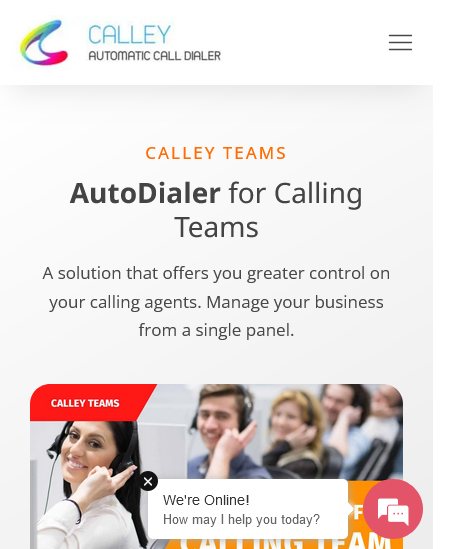 CALLEY
AUTOMATIC CALL DIALER
CALLEY TEAMS
AutoDialer for Calling
Teams
A solution that offers you greater control on
your calling agents. Manage your business
from a single panel.
CALLEY TEAMS
We're Online!
How may I help you today?
CALLING TEAM